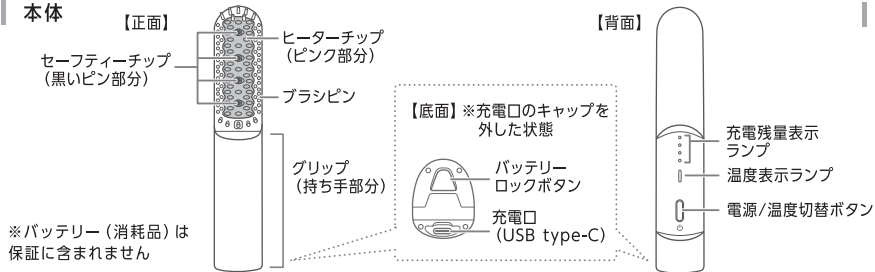 本体
【正面】
セーフティーチップ
（黒いピン部分）
ヒーターチップ
（ピンク部分）
ブラシピン
グリップ
（持ち手部分）
※バッテリー（消耗品）は
保証に含まれません
【底面】※充電口のキャップを
外した状態
バッテリー
ロックボタン
充電口
（USB type-C）
【背面】
充電残量表示
ランプ
温度表示ランプ
電源/温度切替ボタン